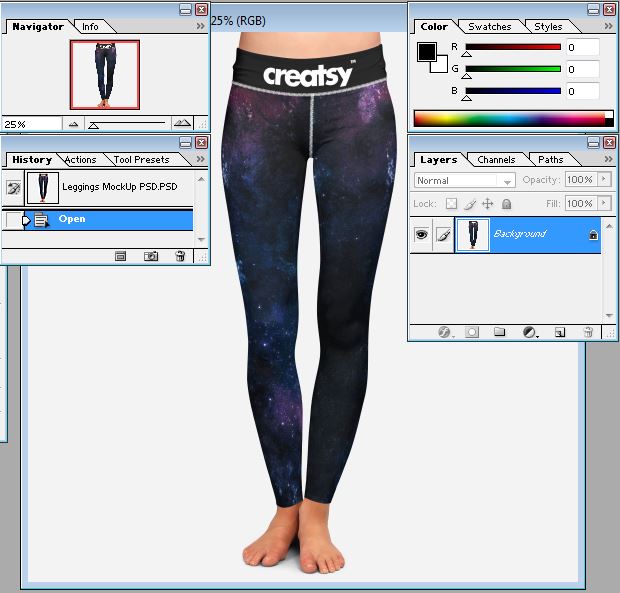 25% (RGB)
Navigator
Info
25%
History
Actions
Tool Presets
Leggings MockUp PSD.PSD
Open
creatsy™
Color
Swatches
Styles
R
0
G
0
B
0
Layers
Channels
Paths
Normal
Opacity: 100%
Lock:
Fill: 100%
Background